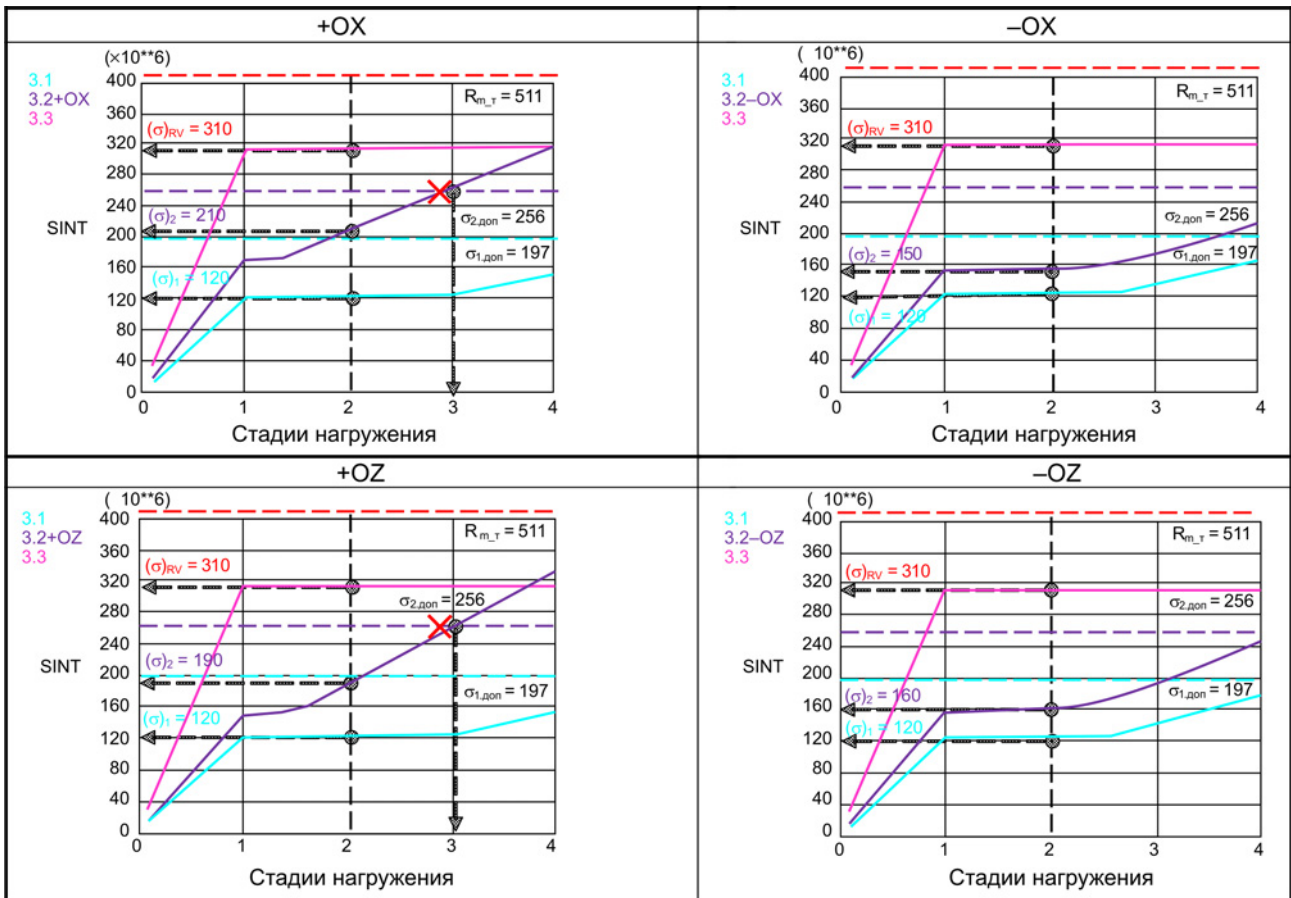 +OX
(×10**6)
3.1
3.2+OX
3.3
SINT
400
360
320
280
240
200
160
120
80
40
0
R_m_т = 511
(σ)_RV = 310
σ_2.доп = 256
(σ)_2 = 210
σ_1.доп = 197
(σ)_1 = 120
0 1 2 3 4
Стадии нагружения
–OX
( 10**6)
3.1
3.2–OX
3.3
SINT
400
360
320
280
240
200
160
120
80
40
0
R_m_т = 511
(σ)_RV = 310
σ_2.доп = 256
(σ)_2 = 150
σ_1.доп = 197
(σ)_1 = 120
0 1 2 3 4
Стадии нагружения
+OZ
( 10**6)
3.1
3.2+OZ
3.3
SINT
400
360
320
280
240
200
160
120
80
40
0
R_m_т = 511
(σ)_RV = 310
σ_2.доп = 256
(σ)_2 = 190
σ_1.доп = 197
(σ)_1 = 120
0 1 2 3 4
Стадии нагружения
–OZ
( 10**6)
3.1
3.2–OZ
3.3
SINT
400
360
320
280
240
200
160
120
80
40
0
R_m_т = 511
(σ)_RV = 310
σ_2.доп = 256
(σ)_2 = 160
σ_1.доп = 197
(σ)_1 = 120
0 1 2 3 4
Стадии нагружения